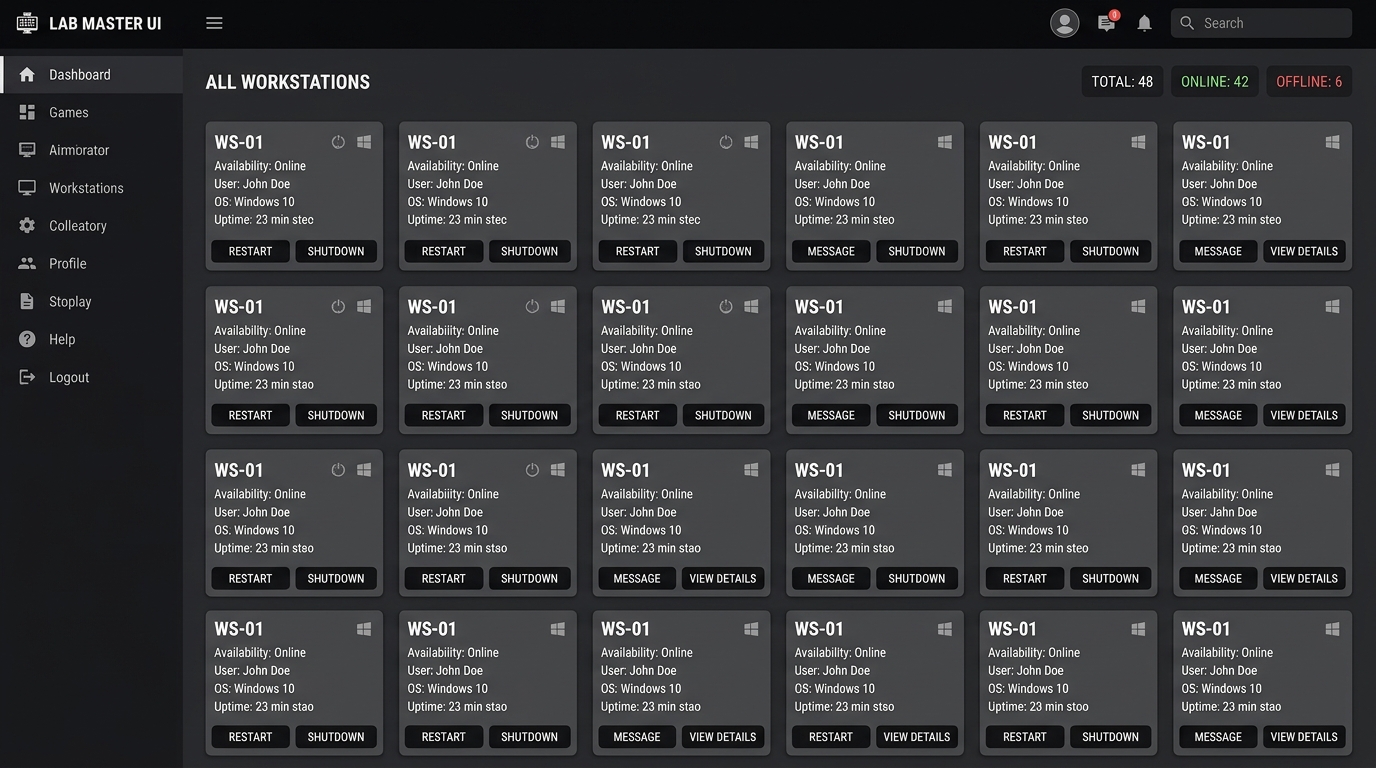 LAB MASTER UI
0
Search
Dashboard
Games
Airmorator
Workstations
Colleatory
Profile
Stoplay
Help
Logout
ALL WORKSTATIONS
TOTAL: 48
ONLINE: 42
OFFLINE: 6
WS-01 WS-01 WS-01 WS-01 WS-01 WS-01
Availability: Online Availability: Online Availability: Online Availability: Online Availability: Online Availability: Online
User: John Doe User: John Doe User: John Doe User: John Doe User: John Doe User: John Doe
OS: Windows 10 OS: Windows 10 OS: Windows 10 OS: Windows 10 OS: Windows 10 OS: Windows 10
Uptime: 23 min stec Uptime: 23 min stec Uptime: 23 min stec Uptime: 23 min steo Uptime: 23 min steo Uptime: 23 min steo
RESTART SHUTDOWN RESTART SHUTDOWN RESTART SHUTDOWN MESSAGE SHUTDOWN RESTART SHUTDOWN MESSAGE VIEW DETAILS
WS-01 WS-01 WS-01 WS-01 WS-01 WS-01
Availability: Online Availability: Online Availability: Online Availability: Online Availability: Online Availability: Online
User: John Doe User: John Doe User: John Doe User: John Doe User: John Doe User: John Doe
OS: Windows 10 OS: Windows 10 OS: Windows 10 OS: Windows 10 OS: Windows 10 OS: Windows 10
Uptime: 23 min stao Uptime: 23 min stao Uptime: 23 min stao Uptime: 23 min stao Uptime: 23 min steo Uptime: 23 min stao
RESTART SHUTDOWN RESTART SHUTDOWN RESTART SHUTDOWN MESSAGE SHUTDOWN RESTART SHUTDOWN MESSAGE VIEW DETAILS
WS-01 WS-01 WS-01 WS-01 WS-01 WS-01
Availability: Online Availability: Online Availability: Online Availability: Online Availability: Online Availability: Online
User: John Doe User: John Doe User: John Doe User: John Doe User: John Doe User: Jahn Doe
OS: Windows 10 OS: Windows 10 OS: Windows 10 OS: Windows 10 OS: Windows 10 OS: Windows 10
Uptime: 23 min stao Uptime: 23 min stao Uptime: 23 min stao Uptime: 23 min stao Uptime: 23 min steo Uptime: 23 min stao
RESTART SHUTDOWN RESTART SHUTDOWN MESSAGE VIEW DETAILS MESSAGE SHUTDOWN RESTART SHUTDOWN MESSAGE VIEW DETAILS
WS-01 WS-01 WS-01 WS-01 WS-01 WS-01
Availability: Online Availability: Online Availability: Online Availability: Online Availability: Online Availability: Online
User: John Doe User: John Doe User: John Doe User: John Doe User: John Doe User: John Doe
OS: Windows 10 OS: Windows 10 OS: Windows 10 OS: Windows 10 OS: Windows 10 OS: Windows 10
Uptime: 23 min stao Uptime: 23 min stao Uptime: 23 min stao Uptime: 23 min stao Uptime: 23 min stoo Uptime: 23 min stao
RESTART SHUTDOWN RESTART SHUTDOWN MESSAGE VIEW DETAILS RESTART VIEW DETAILS RESTART SHUTDOWN MESSAGE VIEW DETAILS